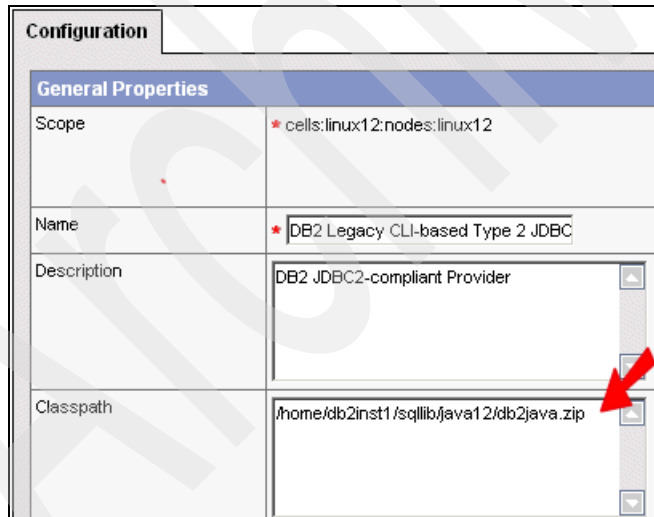 Configuration
General Properties
Scope
* cells:linux12:nodes:linux12
Name
* DB2 Legacy CLI-based Type 2 JDBC
Description
DB2 JDBC2-compliant Provider
Classpath
/home/db2inst1/sqllib/java12/db2java.zip